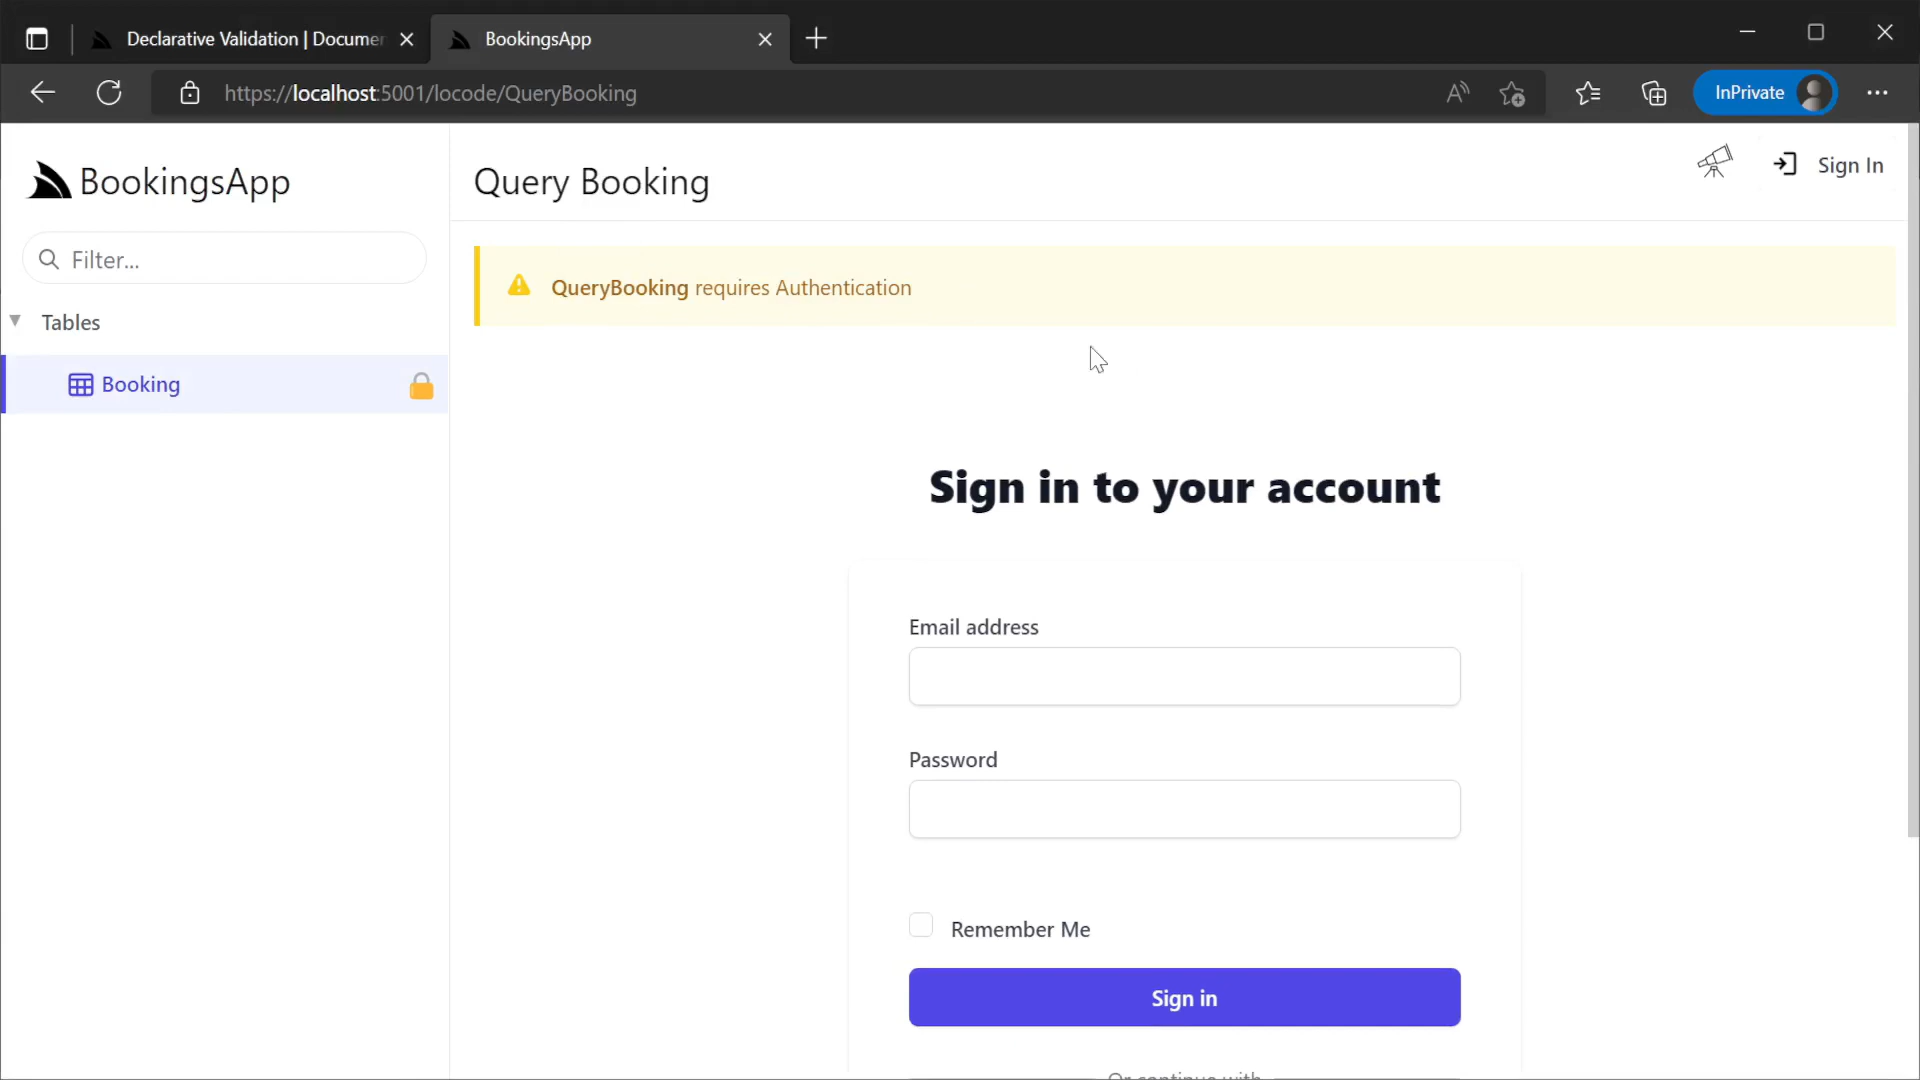 Declarative Validation | Documen
BookingsApp
https://localhost:5001/locode/QueryBooking
InPrivate
BookingsApp
Query Booking
Sign In
Filter...
QueryBooking requires Authentication
Tables
Booking
Sign in to your account
Email address
Password
Remember Me
Sign in
Or continue with